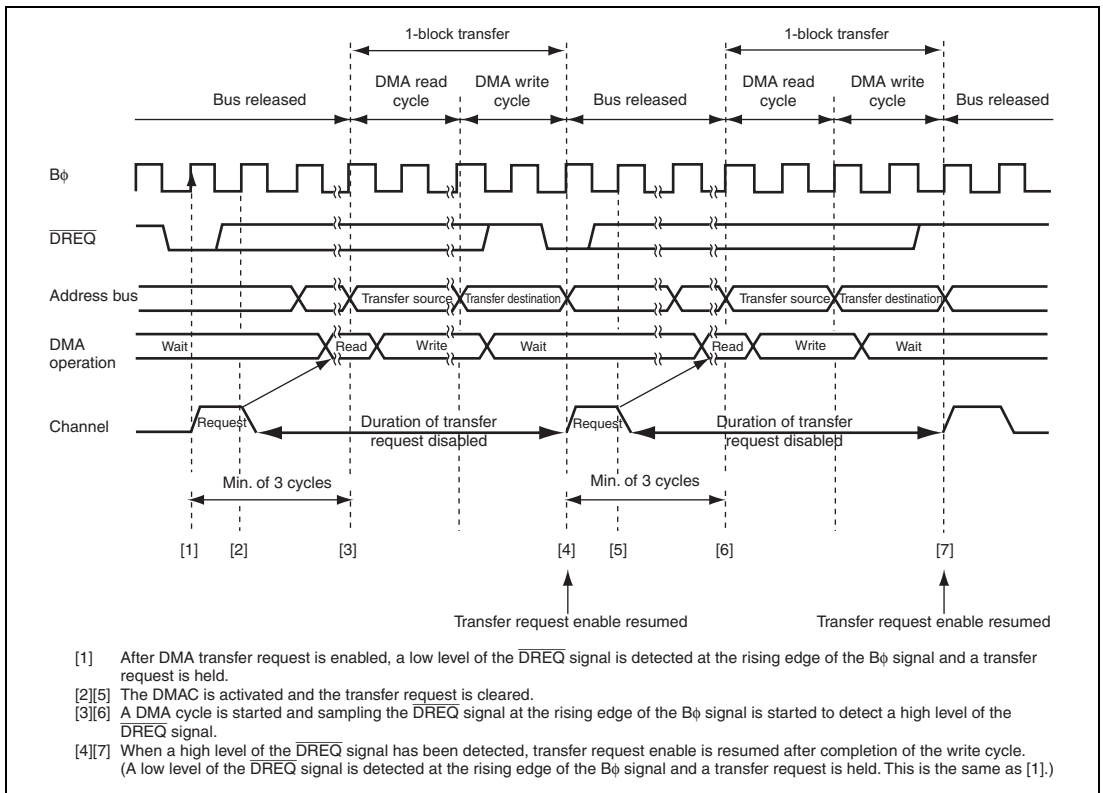 1-block transfer 1-block transfer
DMA read cycle DMA write cycle DMA read cycle DMA write cycle
Bus released Bus released Bus released
Bϕ
DREQ
Address bus Transfer source Transfer destination Transfer source Transfer destination
DMA operation Wait Read Write Wait Read Write Wait
Channel Request Duration of transfer request disabled Request Duration of transfer request disabled
Min. of 3 cycles Min. of 3 cycles
[1] [2] [3] [4] [5] [6] [7]
Transfer request enable resumed Transfer request enable resumed
[1] After DMA transfer request is enabled, a low level of the DREQ signal is detected at the rising edge of the Bϕ signal and a transfer
request is held.
[2][5] The DMAC is activated and the transfer request is cleared.
[3][6] A DMA cycle is started and sampling the DREQ signal at the rising edge of the Bϕ signal is started to detect a high level of the
DREQ signal.
[4][7] When a high level of the DREQ signal has been detected, transfer request enable is resumed after completion of the write cycle.
(A low level of the DREQ signal is detected at the rising edge of the Bϕ signal and a transfer request is held. This is the same as [1].)